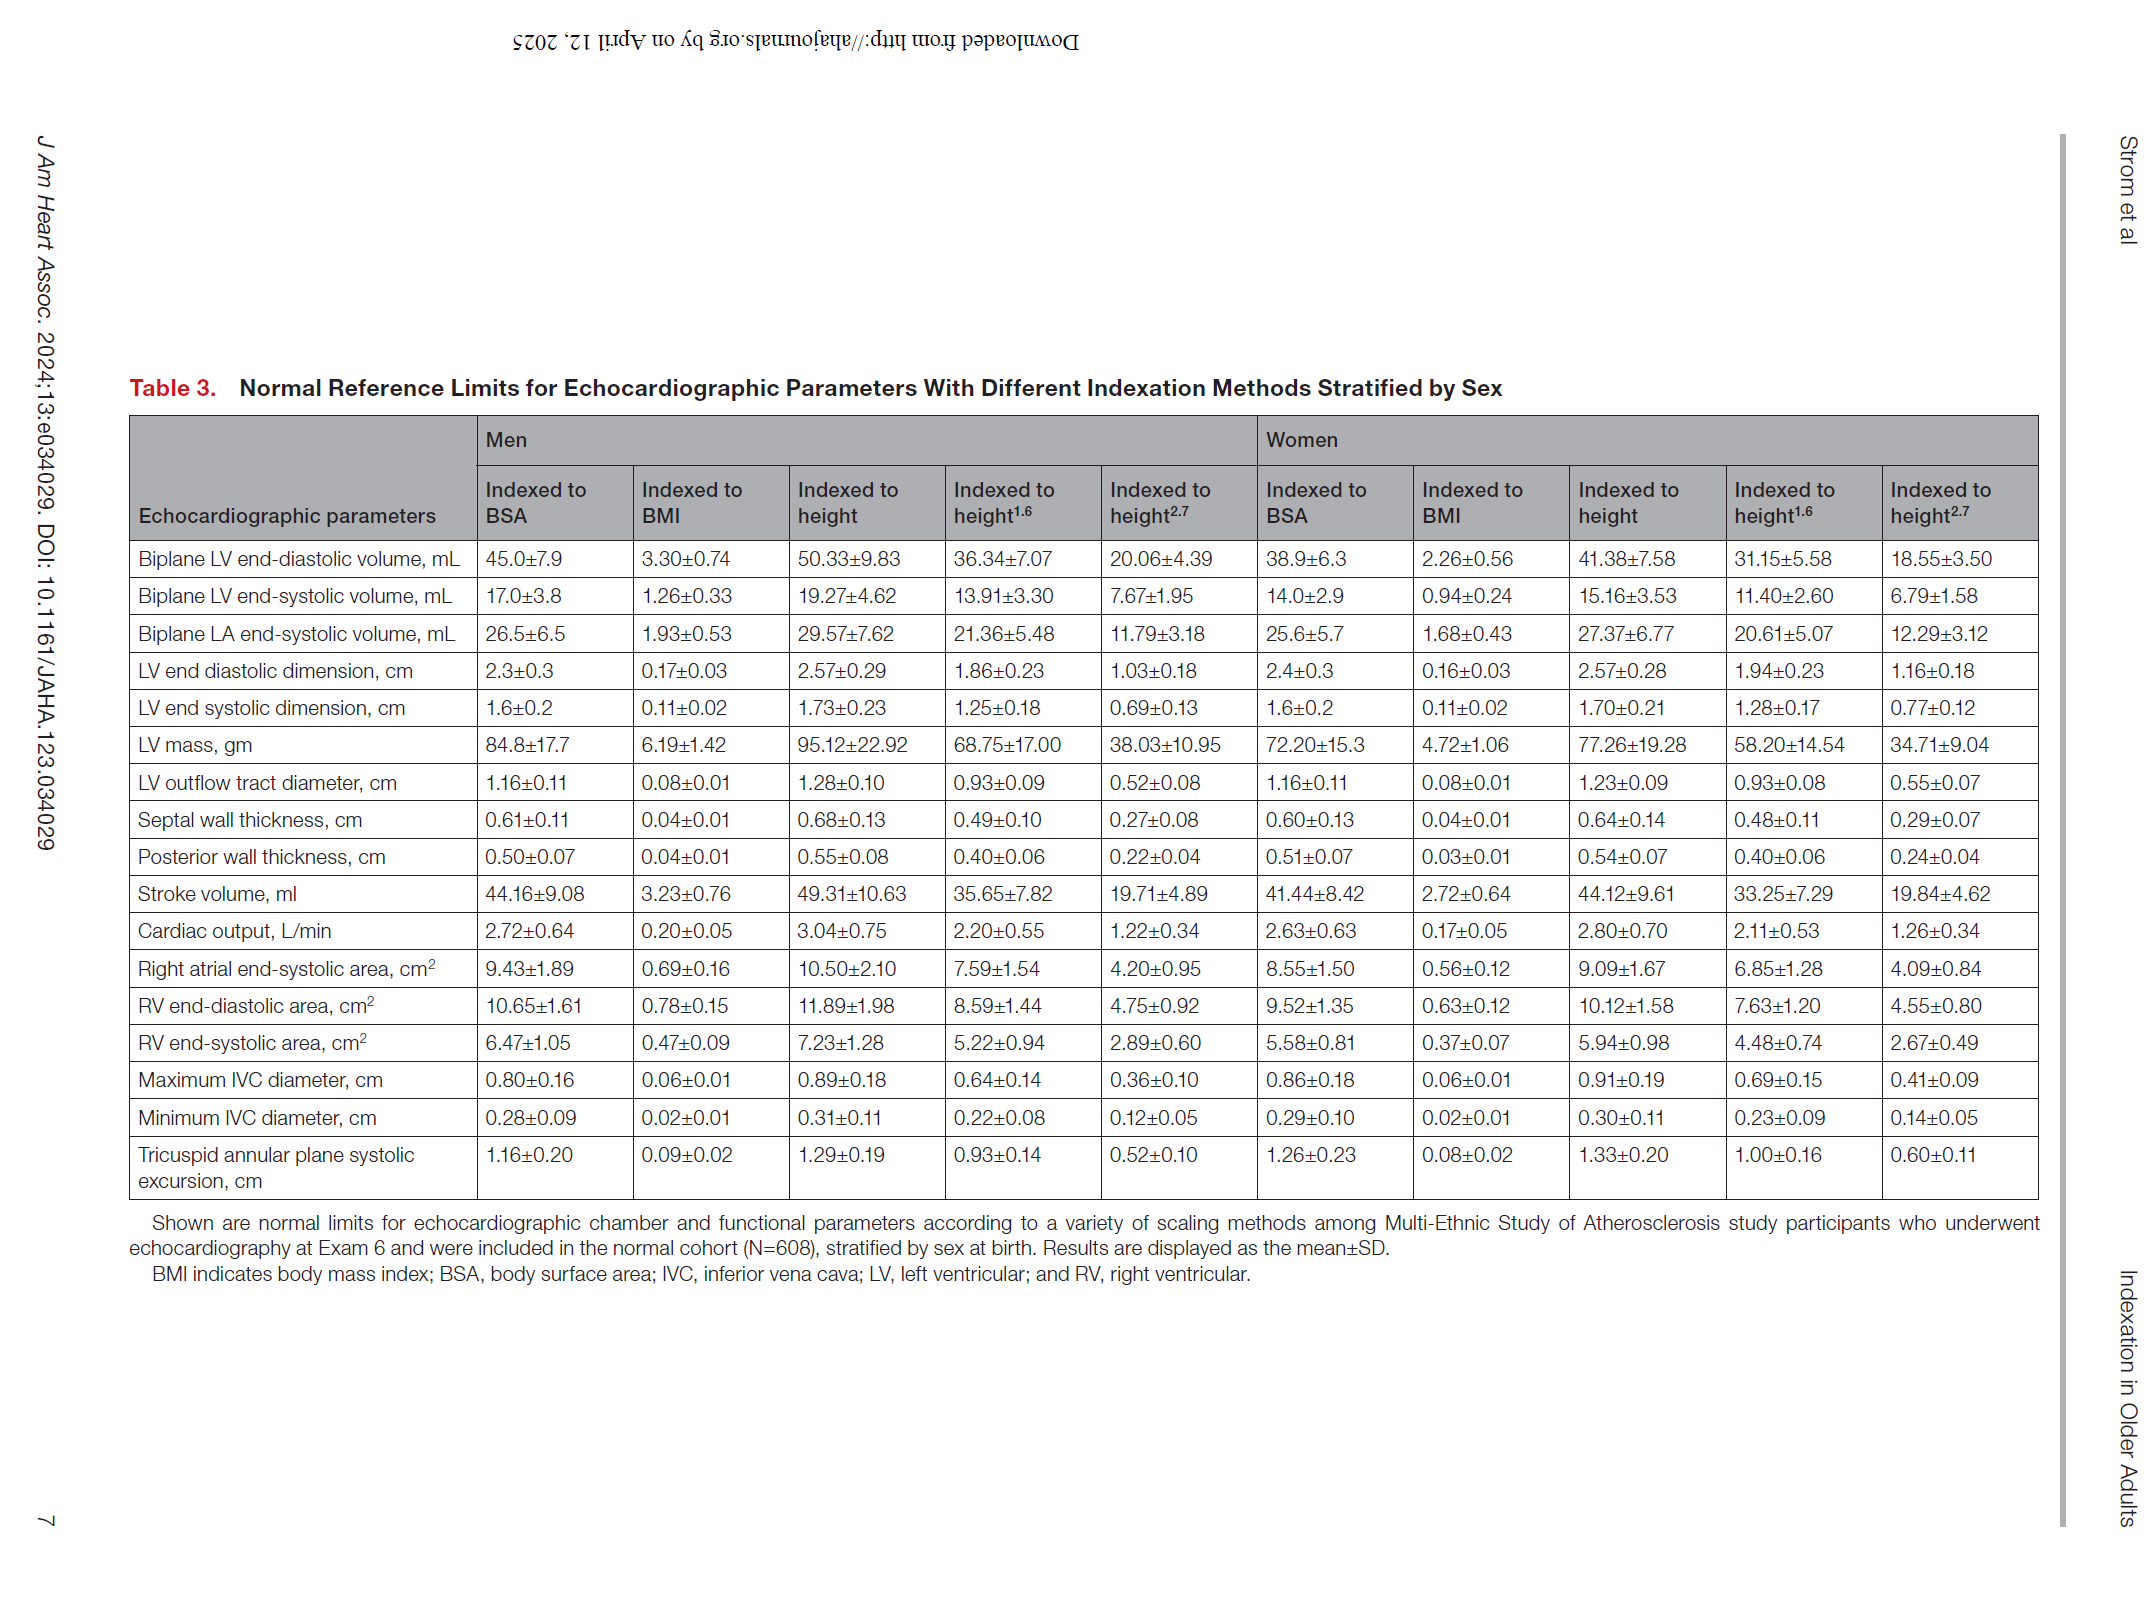 Downloaded from http://ahajournals.org by on April 12, 2025
Strom et al
Indexation in Older Adults
Table 3. Normal Reference Limits for Echocardiographic Parameters With Different Indexation Methods Stratified by Sex
Men Women
Echocardiographic parameters Indexed to BSA Indexed to BMI Indexed to height Indexed to height1.6 Indexed to height2.7 Indexed to BSA Indexed to BMI Indexed to height Indexed to height1.6 Indexed to height2.7
Biplane LV end-diastolic volume, mL 45.0±7.9 3.30±0.74 50.33±9.83 36.34±7.07 20.06±4.39 38.9±6.3 2.26±0.56 41.38±7.58 31.15±5.58 18.55±3.50
Biplane LV end-systolic volume, mL 17.0±3.8 1.26±0.33 19.27±4.62 13.91±3.30 7.67±1.95 14.0±2.9 0.94±0.24 15.16±3.53 11.40±2.60 6.79±1.58
Biplane LA end-systolic volume, mL 26.5±6.5 1.93±0.53 29.57±7.62 21.36±5.48 11.79±3.18 25.6±5.7 1.68±0.43 27.37±6.77 20.61±5.07 12.29±3.12
LV end diastolic dimension, cm 2.3±0.3 0.17±0.03 2.57±0.29 1.86±0.23 1.03±0.18 2.4±0.3 0.16±0.03 2.57±0.28 1.94±0.23 1.16±0.18
LV end systolic dimension, cm 1.6±0.2 0.11±0.02 1.73±0.23 1.25±0.18 0.69±0.13 1.6±0.2 0.11±0.02 1.70±0.21 1.28±0.17 0.77±0.12
LV mass, gm 84.8±17.7 6.19±1.42 95.12±22.92 68.75±17.00 38.03±10.95 72.20±15.3 4.72±1.06 77.26±19.28 58.20±14.54 34.71±9.04
LV outflow tract diameter, cm 1.16±0.11 0.08±0.01 1.28±0.10 0.93±0.09 0.52±0.08 1.16±0.11 0.08±0.01 1.23±0.09 0.93±0.08 0.55±0.07
Septal wall thickness, cm 0.61±0.11 0.04±0.01 0.68±0.13 0.49±0.10 0.27±0.08 0.60±0.13 0.04±0.01 0.64±0.14 0.48±0.11 0.29±0.07
Posterior wall thickness, cm 0.50±0.07 0.04±0.01 0.55±0.08 0.40±0.06 0.22±0.04 0.51±0.07 0.03±0.01 0.54±0.07 0.40±0.06 0.24±0.04
Stroke volume, ml 44.16±9.08 3.23±0.76 49.31±10.63 35.65±7.82 19.71±4.89 41.44±8.42 2.72±0.64 44.12±9.61 33.25±7.29 19.84±4.62
Cardiac output, L/min 2.72±0.64 0.20±0.05 3.04±0.75 2.20±0.55 1.22±0.34 2.63±0.63 0.17±0.05 2.80±0.70 2.11±0.53 1.26±0.34
Right atrial end-systolic area, cm2 9.43±1.89 0.69±0.16 10.50±2.10 7.59±1.54 4.20±0.95 8.55±1.50 0.56±0.12 9.09±1.67 6.85±1.28 4.09±0.84
RV end-diastolic area, cm2 10.65±1.61 0.78±0.15 11.89±1.98 8.59±1.44 4.75±0.92 9.52±1.35 0.63±0.12 10.12±1.58 7.63±1.20 4.55±0.80
RV end-systolic area, cm2 6.47±1.05 0.47±0.09 7.23±1.28 5.22±0.94 2.89±0.60 5.58±0.81 0.37±0.07 5.94±0.98 4.48±0.74 2.67±0.49
Maximum IVC diameter, cm 0.80±0.16 0.06±0.01 0.89±0.18 0.64±0.14 0.36±0.10 0.86±0.18 0.06±0.01 0.91±0.19 0.69±0.15 0.41±0.09
Minimum IVC diameter, cm 0.28±0.09 0.02±0.01 0.31±0.11 0.22±0.08 0.12±0.05 0.29±0.10 0.02±0.01 0.30±0.11 0.23±0.09 0.14±0.05
Tricuspid annular plane systolic 1.16±0.20 0.09±0.02 1.29±0.19 0.93±0.14 0.52±0.10 1.26±0.23 0.08±0.02 1.33±0.20 1.00±0.16 0.60±0.11
excursion, cm
Shown are normal limits for echocardiographic chamber and functional parameters according to a variety of scaling methods among Multi-Ethnic Study of Atherosclerosis study participants who underwent
echocardiography at Exam 6 and were included in the normal cohort (N=608), stratified by sex at birth. Results are displayed as the mean±SD.
BMI indicates body mass index; BSA, body surface area; IVC, inferior vena cava; LV, left ventricular; and RV, right ventricular.
J Am Heart Assoc. 2024;13:e034029. DOI: 10.1161/JAHA.123.034029
7